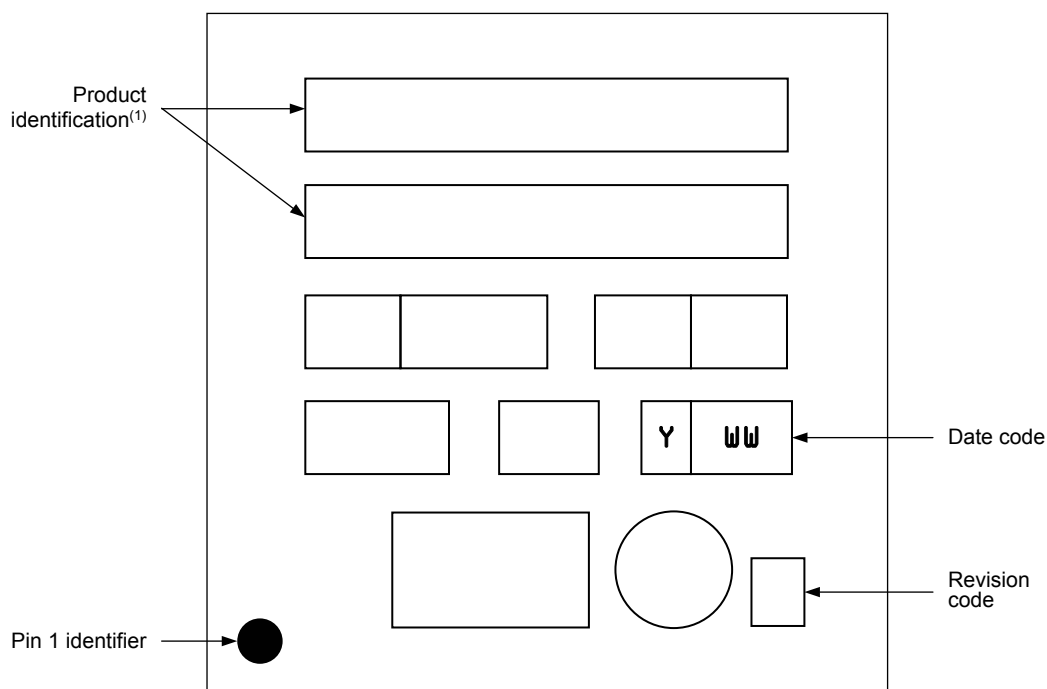 Product
identification(1)
Y WW
Date code
Revision
code
Pin 1 identifier